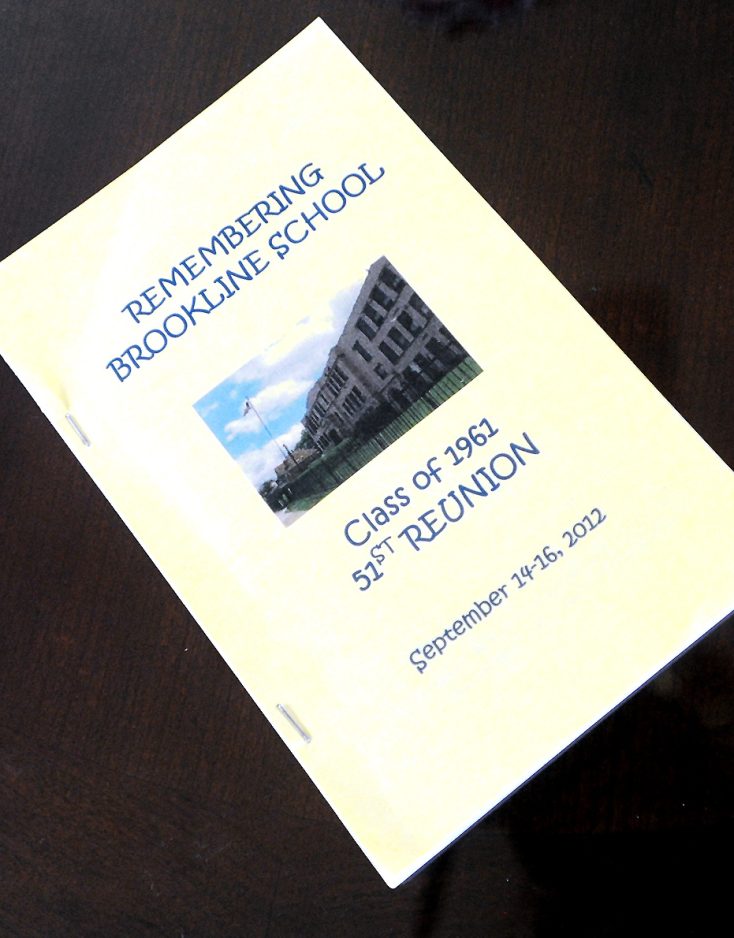 REMEMBERING
BROOKLINE SCHOOL
Class of 1961
51ST REUNION
September 14-16, 2012